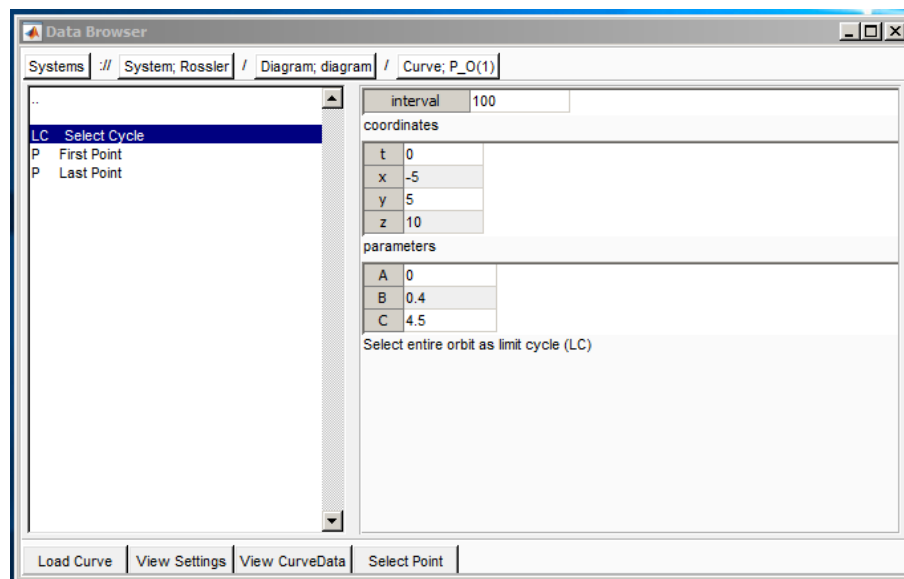 Data Browser
Systems :// System; Rossler / Diagram; diagram / Curve; P_O(1)
..
LC Select Cycle
P First Point
P Last Point
interval 100
coordinates
t 0
x -5
y 5
z 10
parameters
A 0
B 0.4
C 4.5
Select entire orbit as limit cycle (LC)
Load Curve View Settings View CurveData Select Point